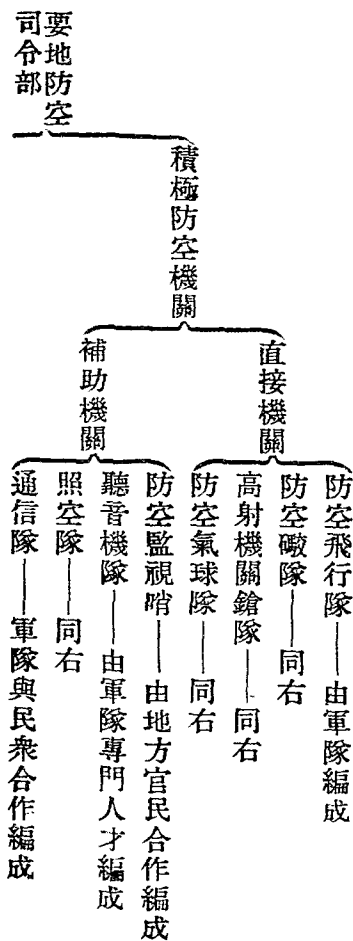 要地防空
司令部
積極防空機關
直接機關
防空飛行隊——由軍隊編成
防空礮隊——同右
高射機關鎗隊——同右
防空氣球隊——同右
補助機關
防空監視哨——由地方官民合作編成
聽音機隊——由軍隊專門人才編成
照空隊——同右
通信隊——軍隊與民衆合作編成